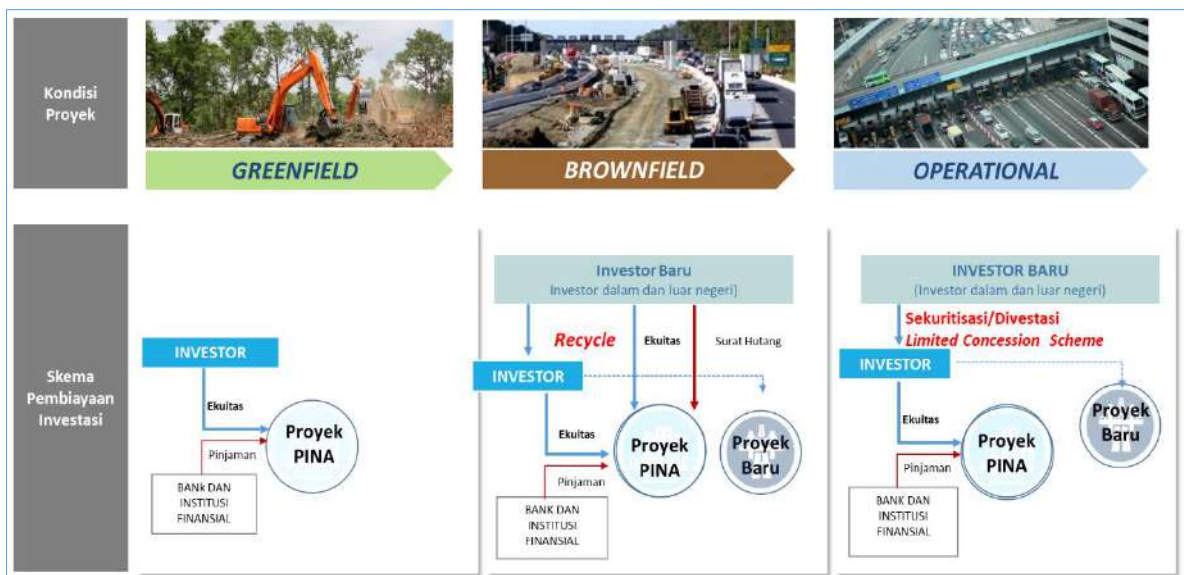 Kondisi
Proyek
GREENFIELD
BROWNFIELD
OPERATIONAL
Skema
Pembiayaan
Investasi
INVESTOR
Ekuitas
Proyek
PINA
Pinjaman
BANK DAN
INSTITUSI
FINANSIAL
Investor Baru
Investor dalam dan luar negeri)
Recycle
Ekuitas
Surat Hutang
INVESTOR
Ekuitas
Proyek
PINA
Proyek
Baru
Pinjaman
BANK DAN
INSTITUSI
FINANSIAL
INVESTOR BARU
(Investor dalam dan luar negeri)
Sekuritisasi/Divestasi
Limited Concession Scheme
INVESTOR
Proyek
Baru
Ekuitas
Proyek
PINA
Pinjaman
BANK DAN
INSTITUSI
FINANSIAL